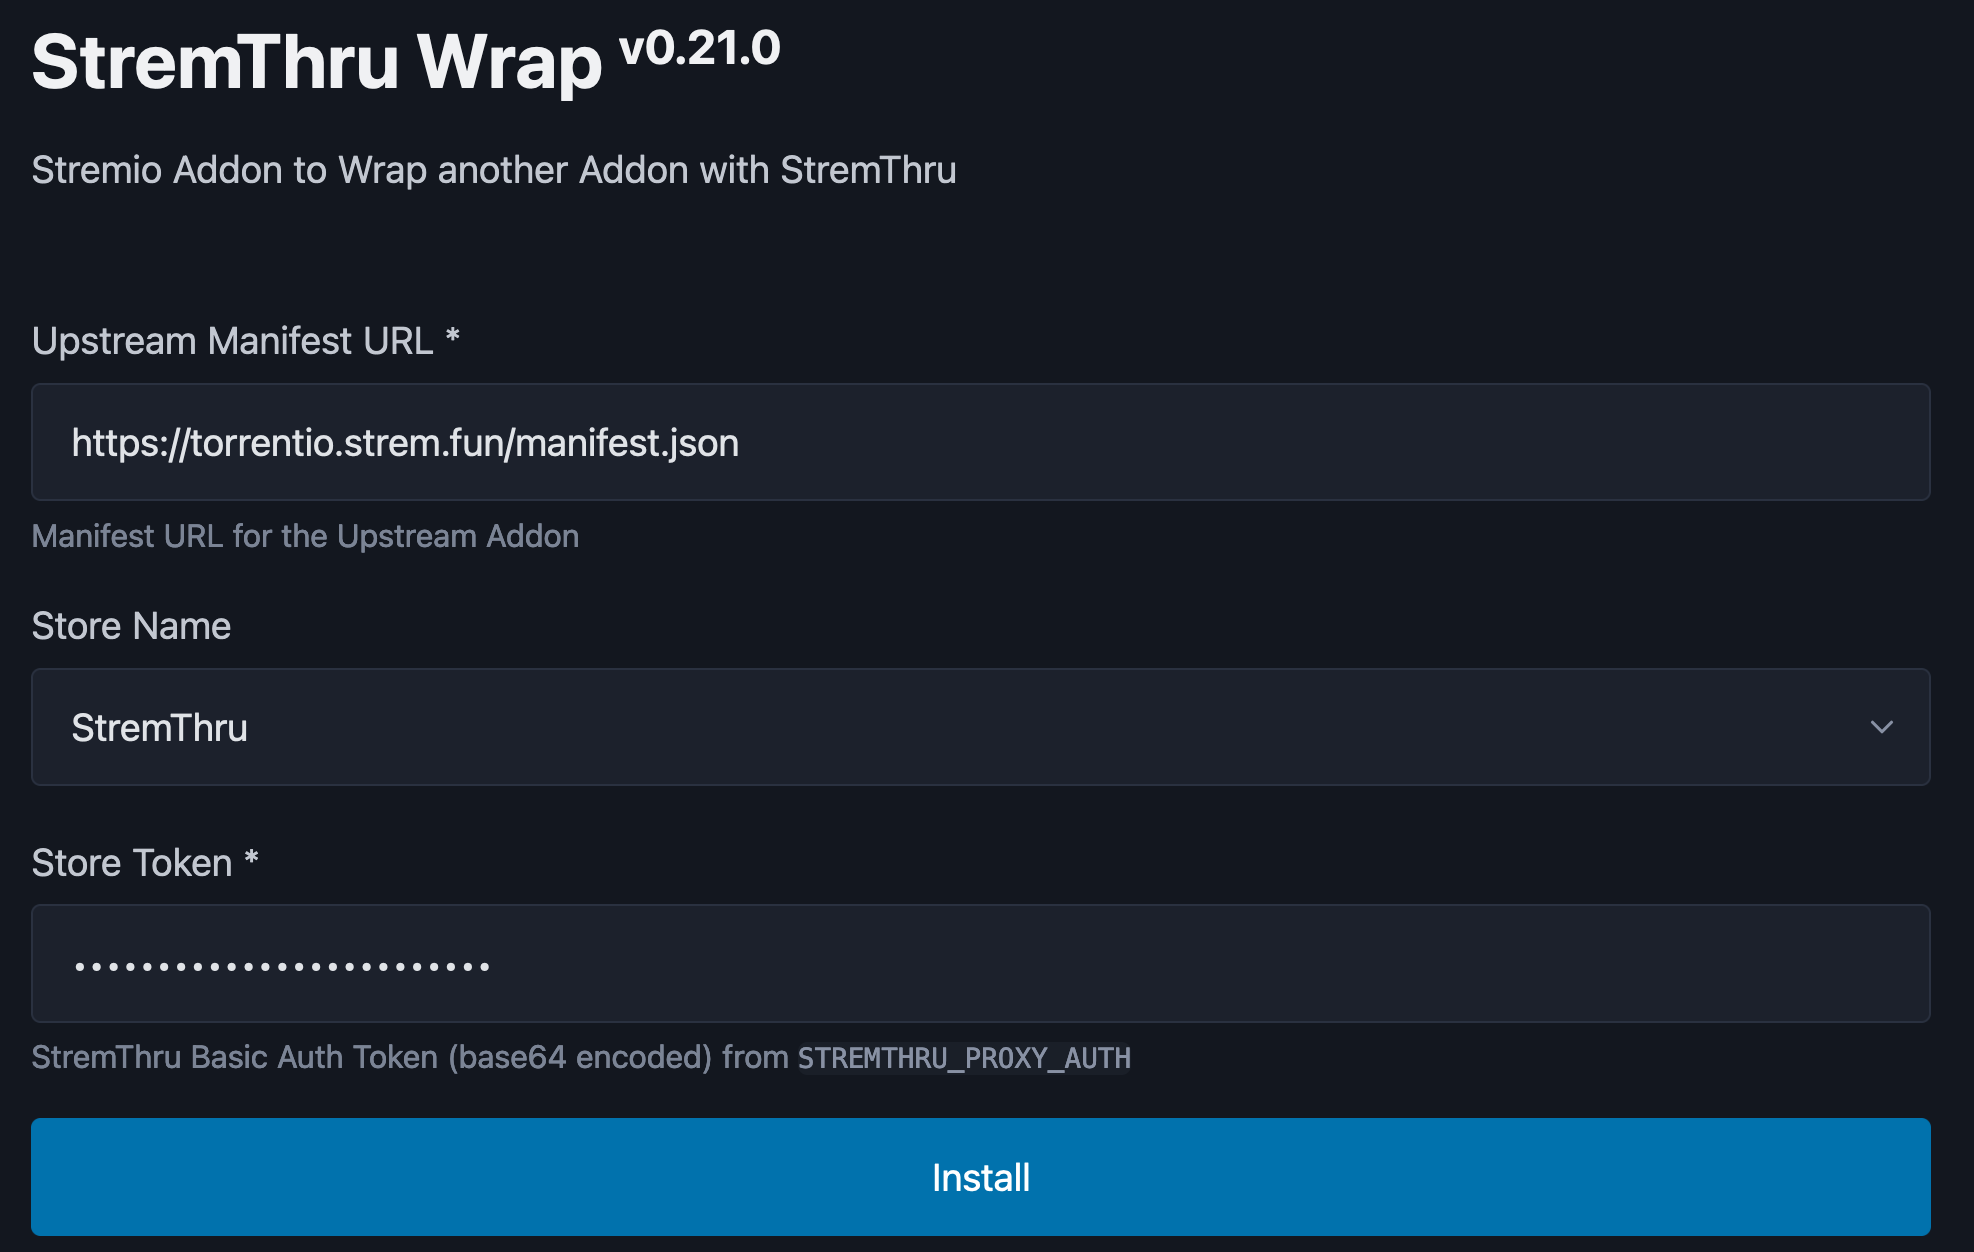 StremThru Wrap v0.21.0
Stremio Addon to Wrap another Addon with StremThru
Upstream Manifest URL *
https://torrentio.strem.fun/manifest.json
Manifest URL for the Upstream Addon
Store Name
StremThru
Store Token *
•••••••••••••••••••••••••
StremThru Basic Auth Token (base64 encoded) from STREMTHRU_PROXY_AUTH
Install